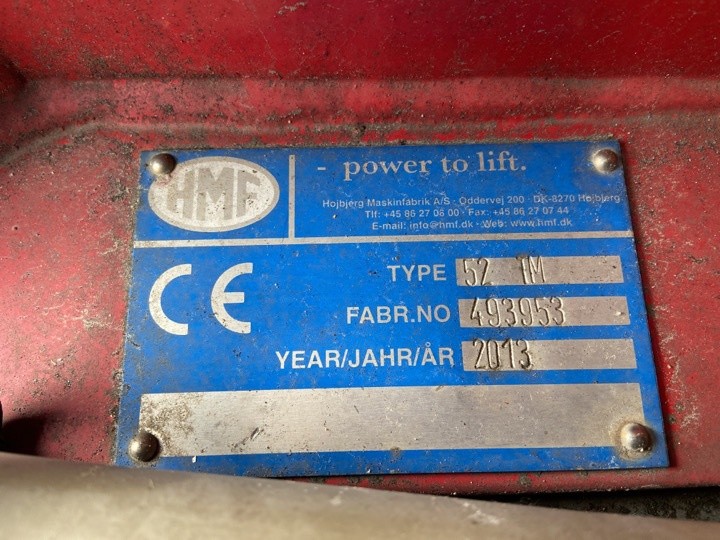 HMF
- power to lift.
Hojbjerg Maskinfabrik A/S · Oddervej 200 · DK-8270 Hojbjerg
Tlf: +45 86 27 08 00 · Fax: +45 86 27 07 44
E-mail: info@hmf.dk · Web: www.hmf.dk
CE
TYPE 52 TM
FABR.NO 493953
YEAR/JAHR/ÅR 2013